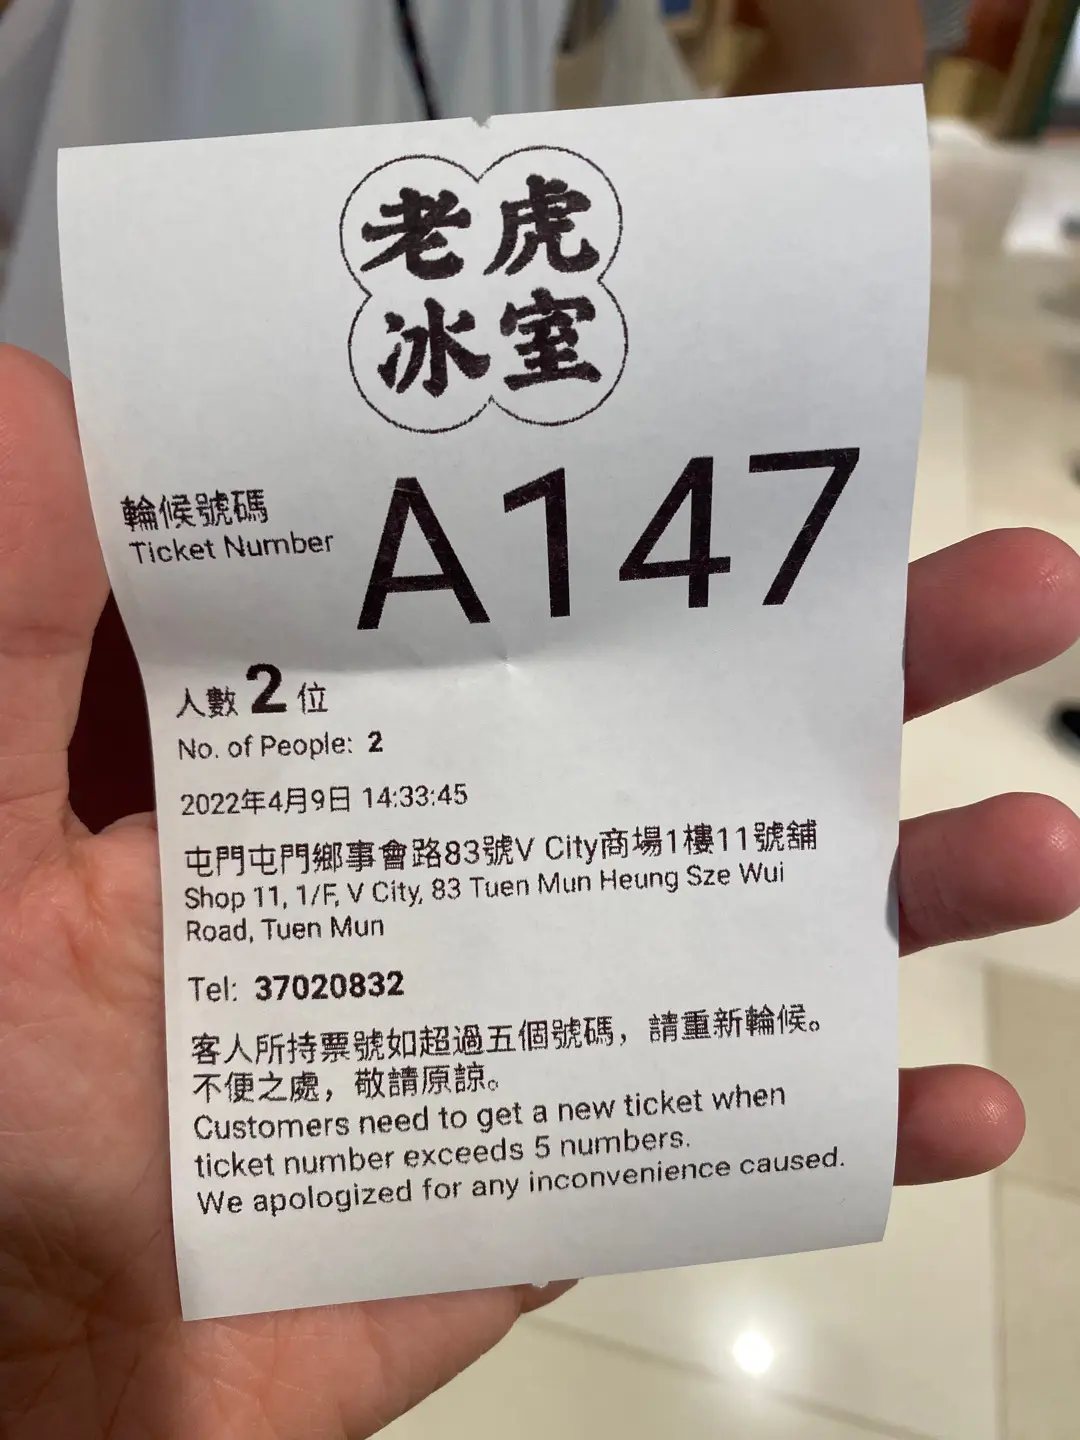 老虎
冰室
輪候號碼
Ticket Number
A147
人數 2 位
No. of People: 2
2022年4月9日 14:33:45
屯門屯門鄉事會路83號V City商場1樓11號舖
Shop 11, 1/F, V City, 83 Tuen Mun Heung Sze Wui
Road, Tuen Mun
Tel: 37020832
客人所持票號如超過五個號碼，請重新輪候。
不便之處，敬請原諒。
Customers need to get a new ticket when
ticket number exceeds 5 numbers.
We apologized for any inconvenience caused.